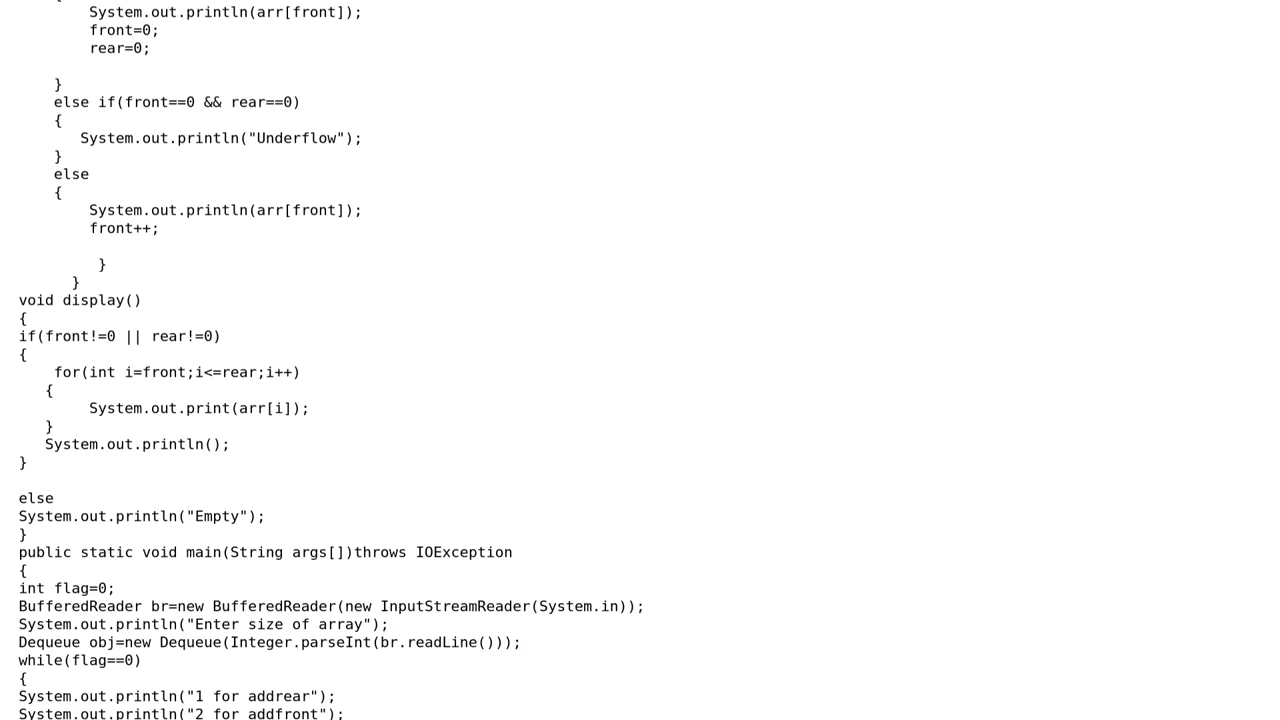 {
System.out.println(arr[front]);
front=0;
rear=0;
}
else if(front==0 && rear==0)
{
System.out.println("Underflow");
}
else
{
System.out.println(arr[front]);
front++;
}
}
void display()
{
if(front!=0 || rear!=0)
{
for(int i=front;i<=rear;i++)
{
System.out.print(arr[i]);
}
System.out.println();
}
else
System.out.println("Empty");
}
public static void main(String args[])throws IOException
{
int flag=0;
BufferedReader br=new BufferedReader(new InputStreamReader(System.in));
System.out.println("Enter size of array");
Dequeue obj=new Dequeue(Integer.parseInt(br.readLine()));
while(flag==0)
{
System.out.println("1 for addrear");
System.out.println("2 for addfront");